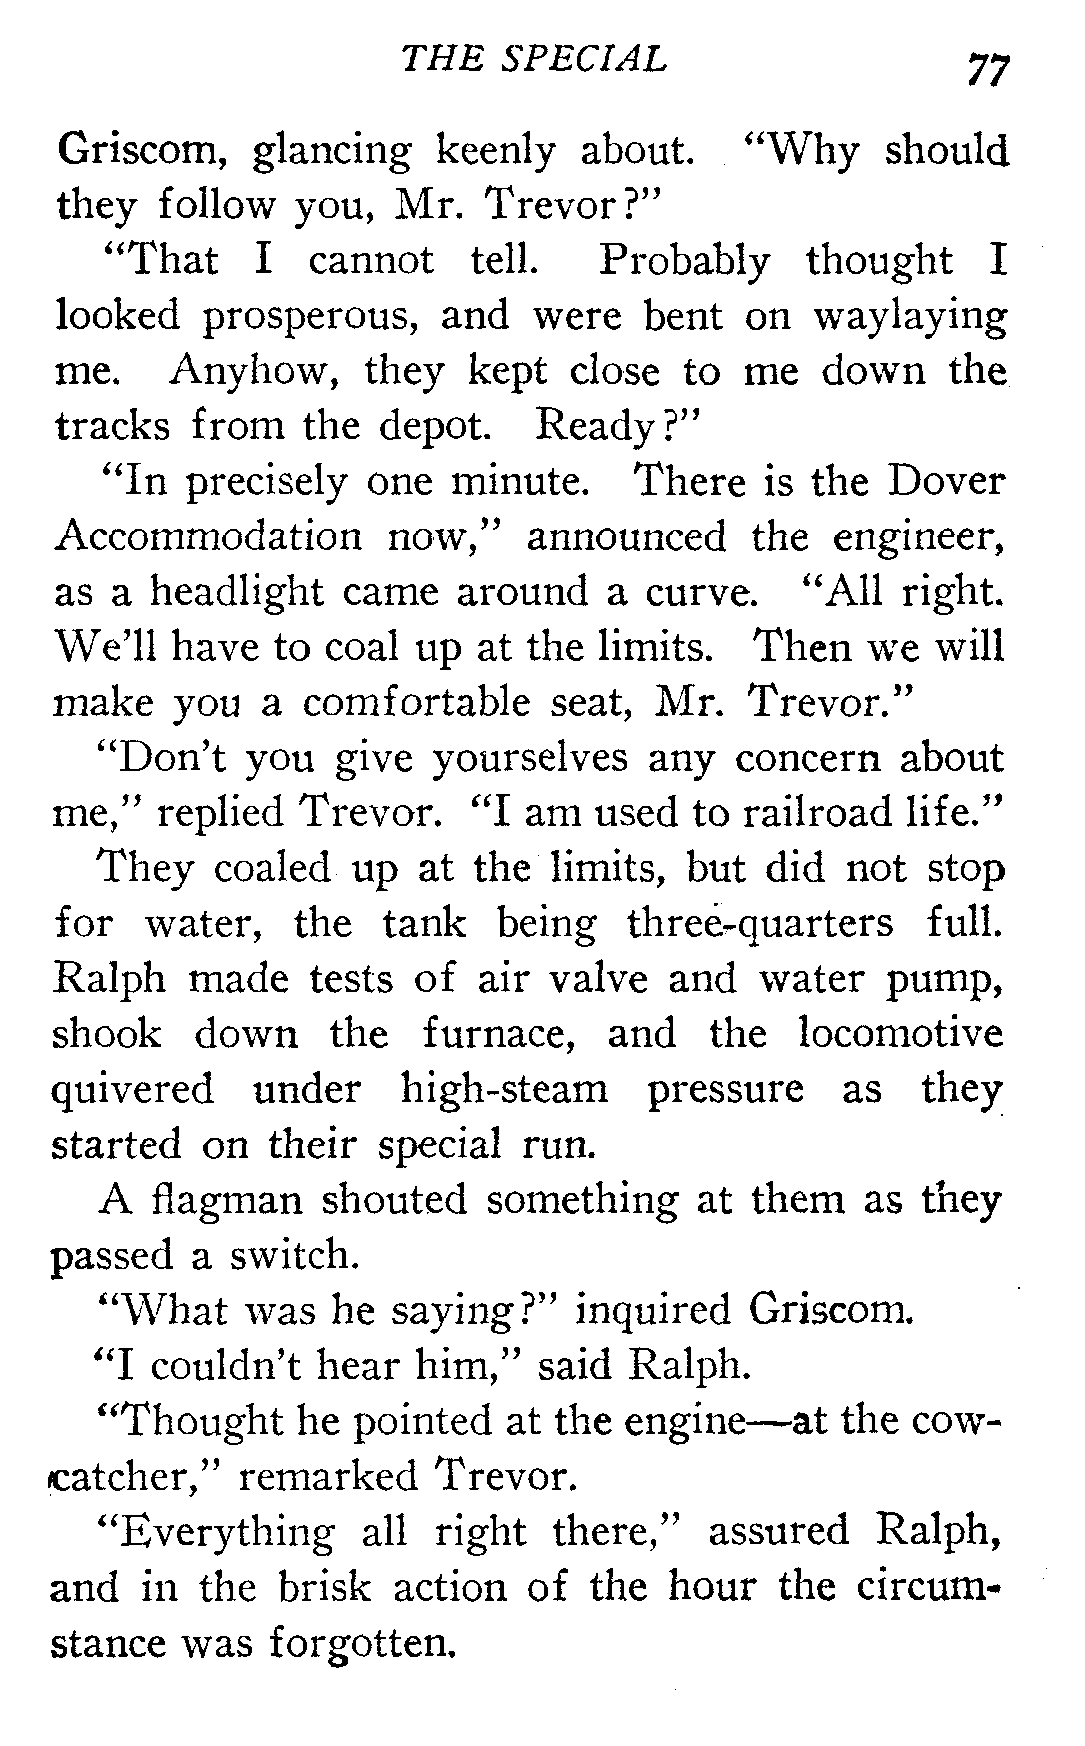 THE SPECIAL 77
Griscom, glancing keenly about. "Why should
they follow you, Mr. Trevor?"
"That I cannot tell. Probably thought I
looked prosperous, and were bent on waylaying
me. Anyhow, they kept close to me down the
tracks from the depot. Ready?"
"In precisely one minute. There is the Dover
Accommodation now," announced the engineer,
as a headlight came around a curve. "All right.
We'll have to coal up at the limits. Then we will
make you a comfortable seat, Mr. Trevor."
"Don't you give yourselves any concern about
me," replied Trevor. "I am used to railroad life."
They coaled up at the limits, but did not stop
for water, the tank being three-quarters full.
Ralph made tests of air valve and water pump,
shook down the furnace, and the locomotive
quivered under high-steam pressure as they
started on their special run.
A flagman shouted something at them as they
passed a switch.
"What was he saying?" inquired Griscom.
"I couldn't hear him," said Ralph.
"Thought he pointed at the engine—at the cow-
catcher," remarked Trevor.
"Everything all right there," assured Ralph,
and in the brisk action of the hour the circum-
stance was forgotten.